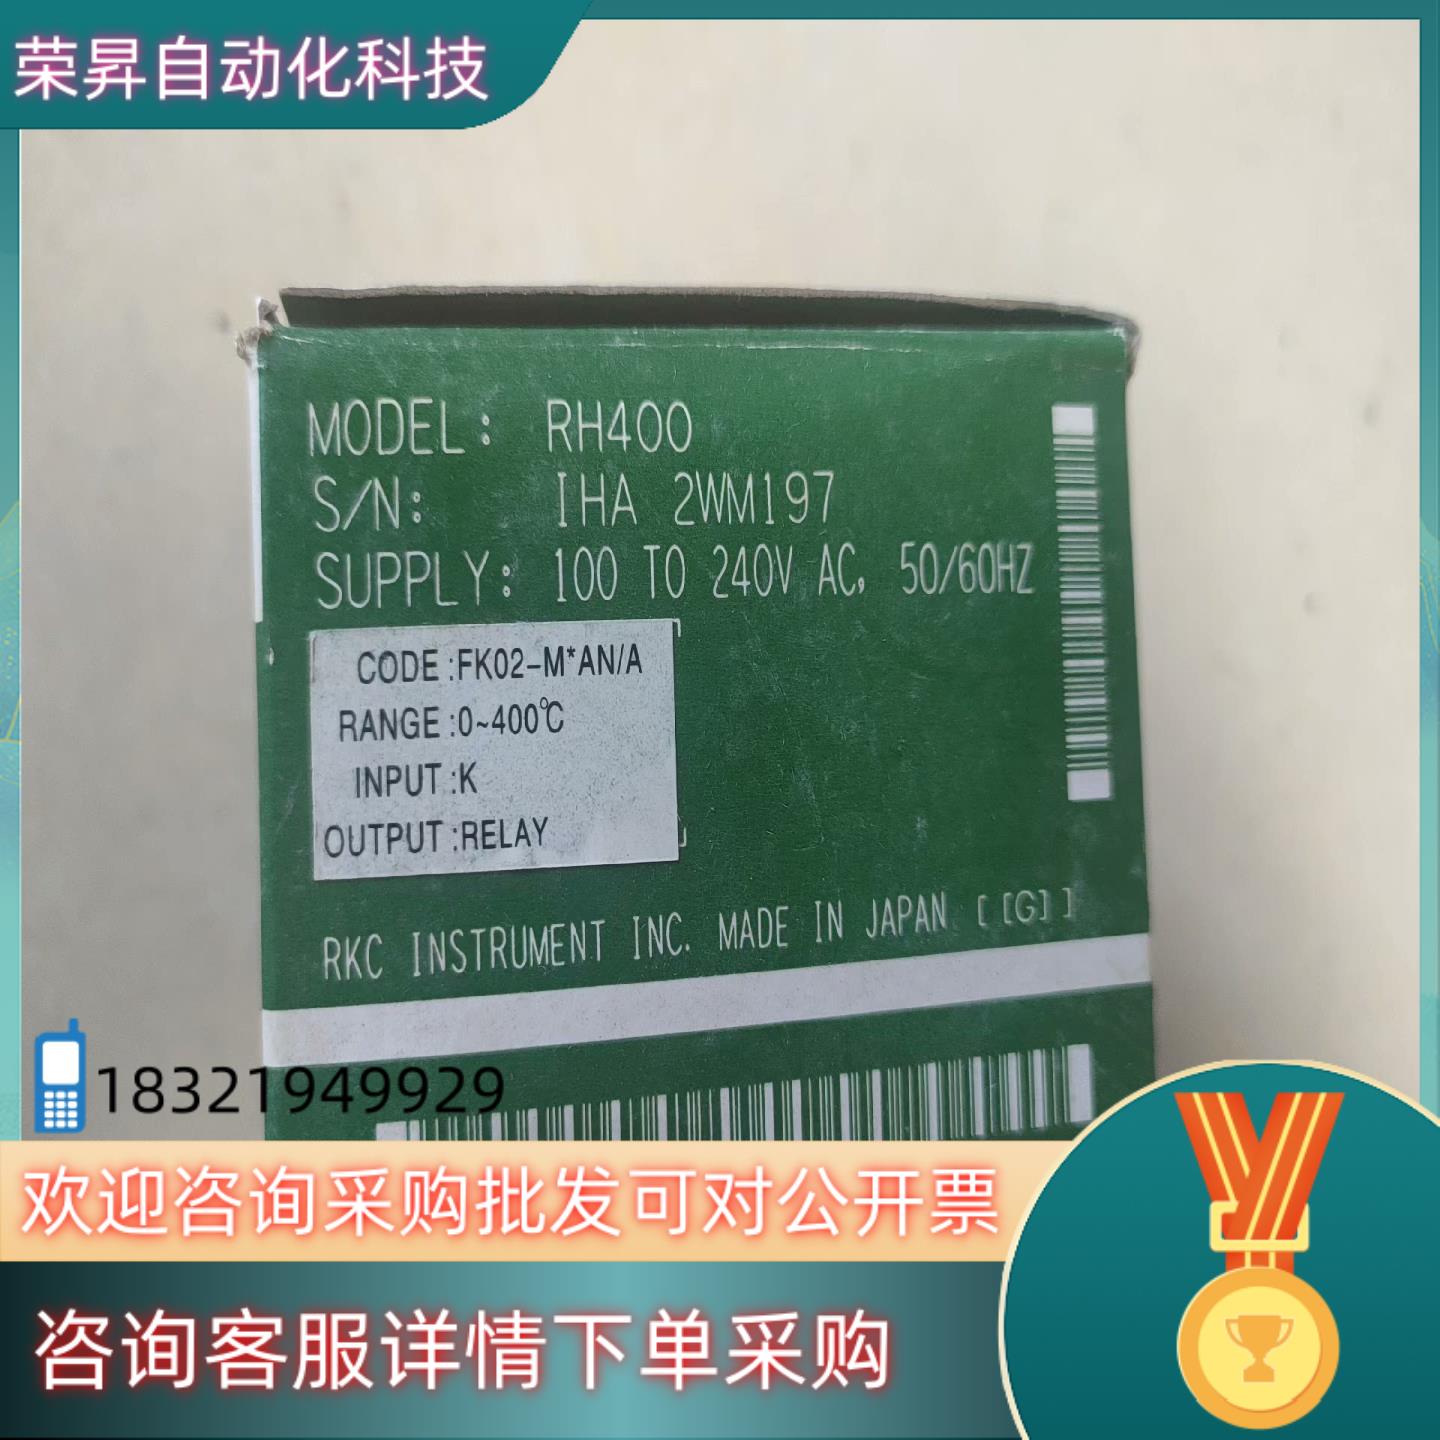 荣昇自动化科技
MODEL: RH400
S/N: IHA 2WM197
SUPPLY: 100 TO 240V AC, 50/60HZ
CODE :FK02-M*AN/A
RANGE :0~400℃
INPUT :K
OUTPUT :RELAY
RKC INSTRUMENT INC. MADE IN JAPAN [ [G] ]
18321949929
欢迎咨询采购批发可对公开票
咨询客服详情下单采购